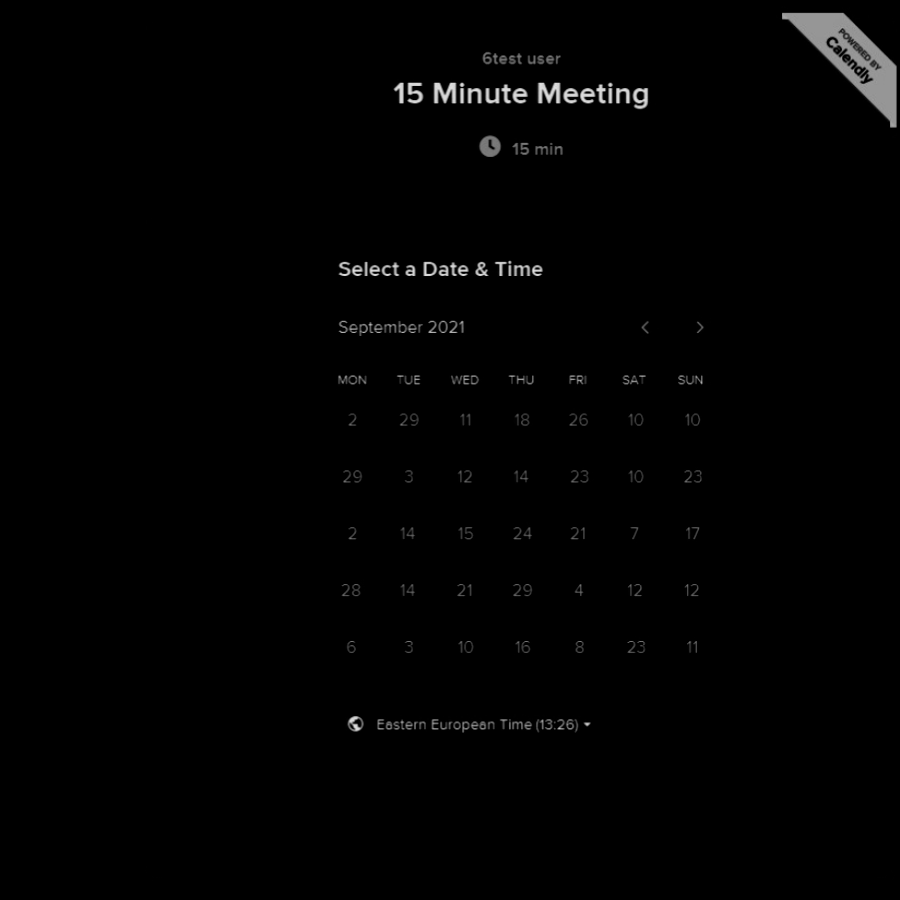 6test user
15 Minute Meeting
15 min
POWERED BY
Calendly
Select a Date & Time
September 2021
MON TUE WED THU FRI SAT SUN
2 29 11 18 26 10 10
29 3 12 14 23 10 23
2 14 15 24 21 7 17
28 14 21 29 4 12 12
6 3 10 16 8 23 11
Eastern European Time (13:26)